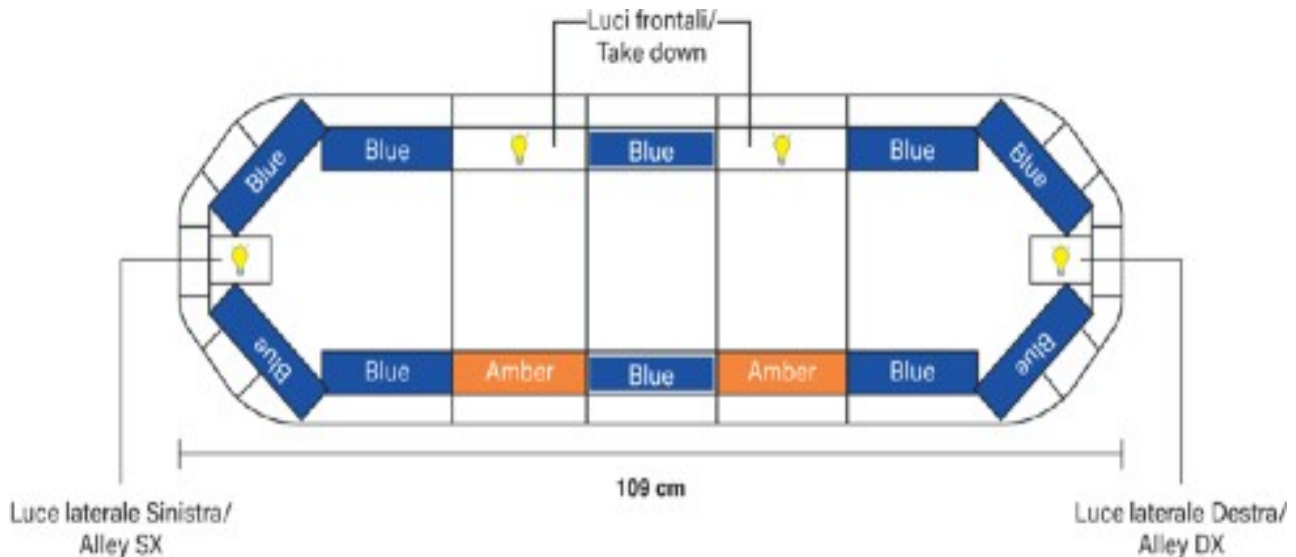 Luci frontali/
Take down
Blue
Blue
Blue
Blue
Blue
Blue
Blue
Amber
Blue
Amber
Blue
Blue
109 cm
Luce laterale Sinistra/
Alley SX
Luce laterale Destra/
Alley DX